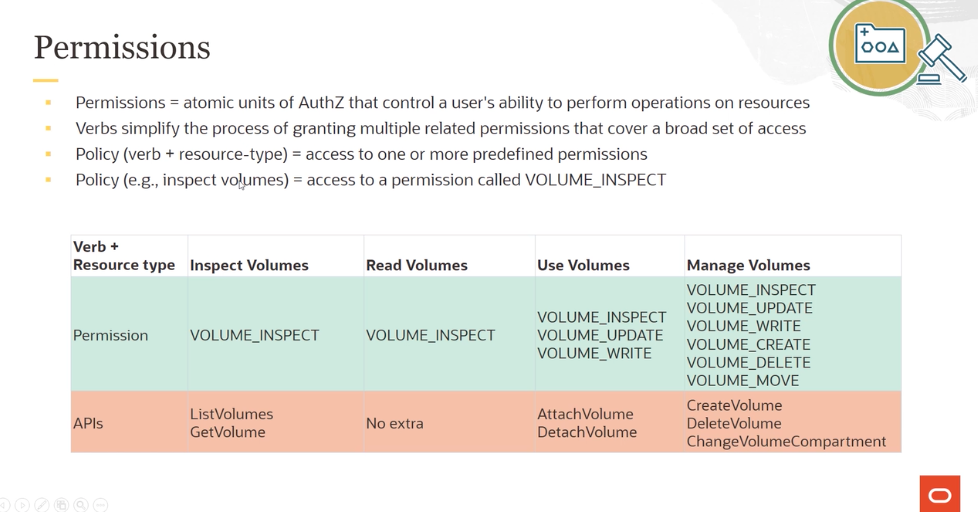 Permissions
Permissions = atomic units of AuthZ that control a user's ability to perform operations on resources
Verbs simplify the process of granting multiple related permissions that cover a broad set of access
Policy (verb + resource-type) = access to one or more predefined permissions
Policy (e.g., inspect volumes) = access to a permission called VOLUME_INSPECT
Verb +
Resource type
Inspect Volumes
Read Volumes
Use Volumes
Manage Volumes
Permission
VOLUME_INSPECT
VOLUME_INSPECT
VOLUME_INSPECT
VOLUME_UPDATE
VOLUME_WRITE
VOLUME_INSPECT
VOLUME_UPDATE
VOLUME_WRITE
VOLUME_CREATE
VOLUME_DELETE
VOLUME_MOVE
APIs
ListVolumes
GetVolume
No extra
AttachVolume
DetachVolume
CreateVolume
DeleteVolume
ChangeVolumeCompartment